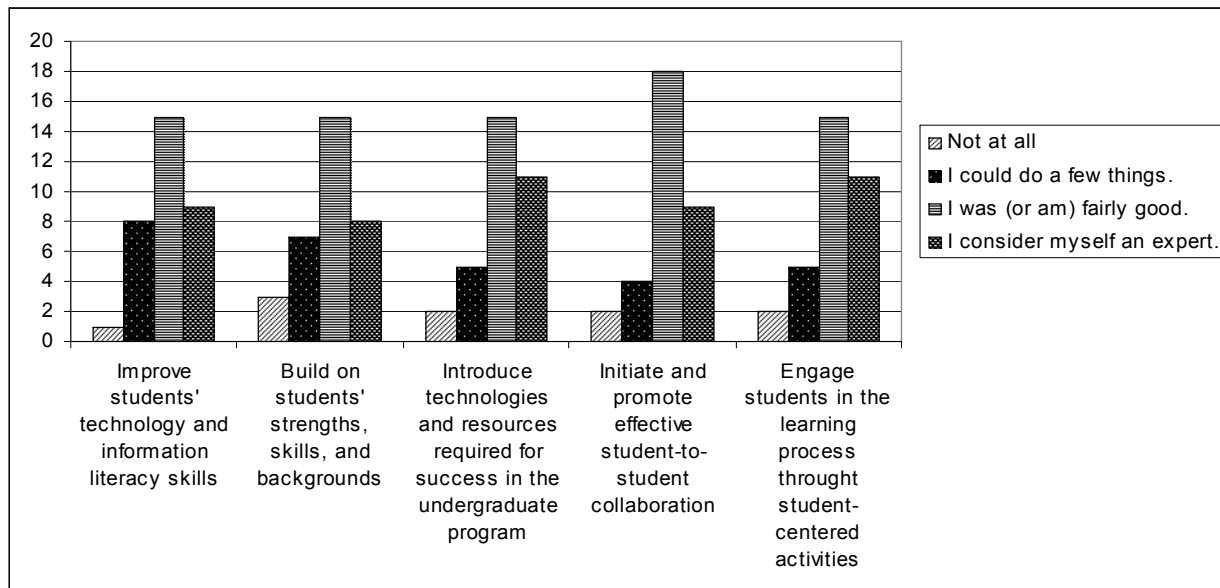 20
18
16
14
12
10
8
6
4
2
0
Not at all
I could do a few things.
I was (or am) fairly good.
I consider myself an expert.
Improve
students'
technology and
information
literacy skills
Build on
students'
strengths,
skills, and
backgrounds
Introduce
technologies
and resources
required for
success in the
undergraduate
program
Initiate and
promote
effective
student-to-
student
collaboration
Engage
students in the
learning
process
throught
student-
centered
activities